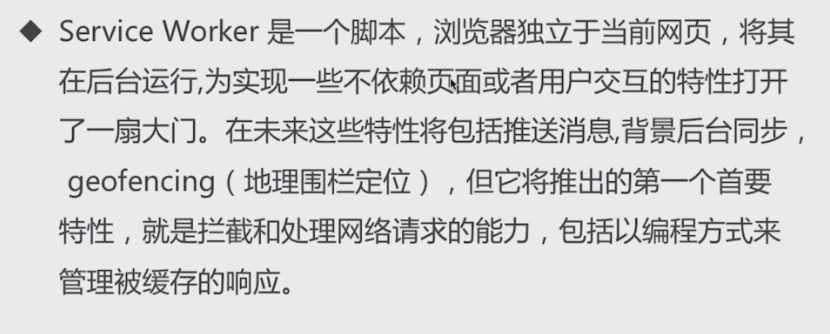 ◆ Service Worker 是一个脚本，浏览器独立于当前网页，将其
在后台运行,为实现一些不依赖页面或者用户交互的特性打开
了一扇大门。在未来这些特性将包括推送消息,背景后台同步，
geofencing（地理围栏定位），但它将推出的第一个首要
特性，就是拦截和处理网络请求的能力，包括以编程方式来
管理被缓存的响应。